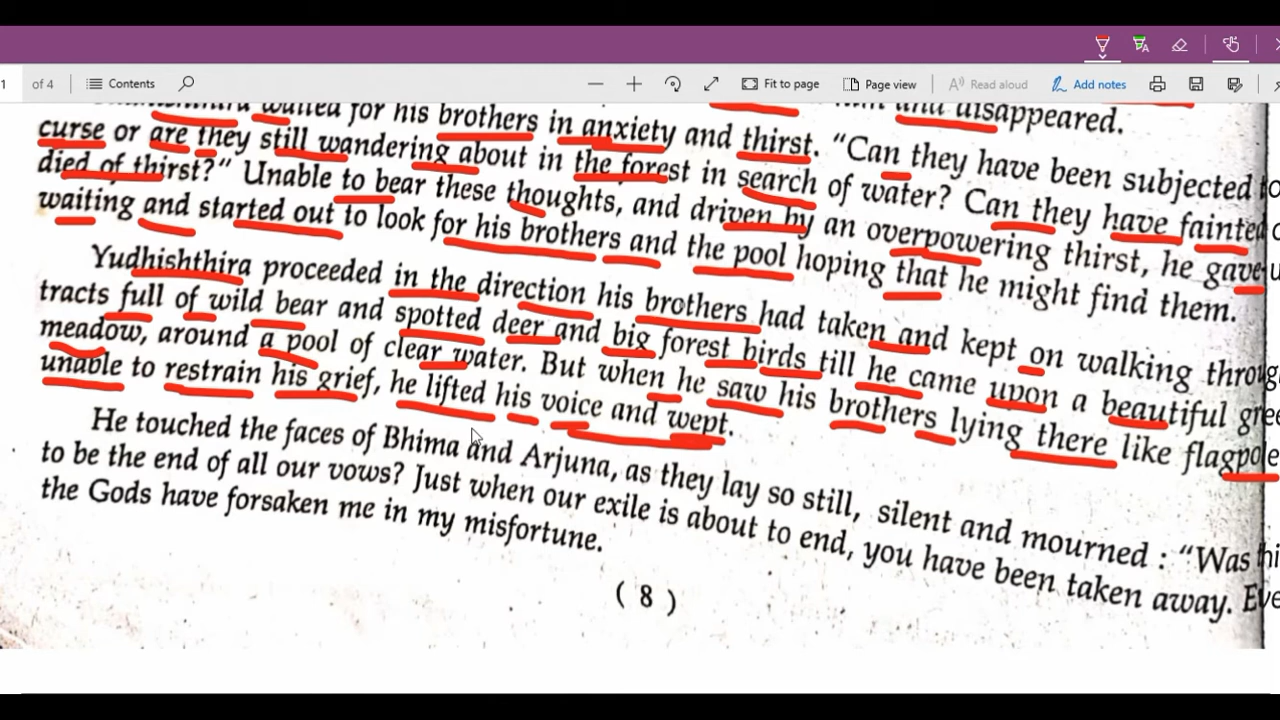 1 of 4 Contents Fit to page Page view Read aloud Add notes
and disappeared.
waited for his brothers in anxiety and thirst. "Can they have been subjected to
curse or are they still wandering about in the forest in search of water? Can they have fainted
died of thirst?" Unable to bear these thoughts, and driven by an overpowering thirst, he gave
waiting and started out to look for his brothers and the pool hoping that he might find them.
Yudhishthira proceeded in the direction his brothers had taken and kept on walking throug
tracts full of wild bear and spotted deer and big forest birds till he came upon a beautiful gree
meadow, around a pool of clear water. But when he saw his brothers lying there like flagpole
unable to restrain his grief, he lifted his voice and wept.
He touched the faces of Bhima and Arjuna, as they lay so still, silent and mourned : "Was thi
to be the end of all our vows? Just when our exile is about to end, you have been taken away. Eve
the Gods have forsaken me in my misfortune.
( 8 )